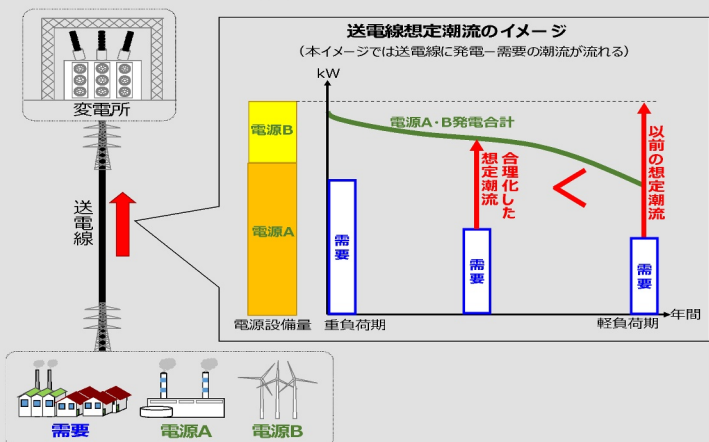 送電線想定潮流のイメージ
(本イメージでは送電線に発電－需要の潮流が流れる)
kW
変電所
送電線
電源B
電源A
電源設備量
電源A・B発電合計
需要
重負荷期
合理化した
想定潮流
需要
＜
以前の想定潮流
需要
軽負荷期
年間
需要
電源A
電源B